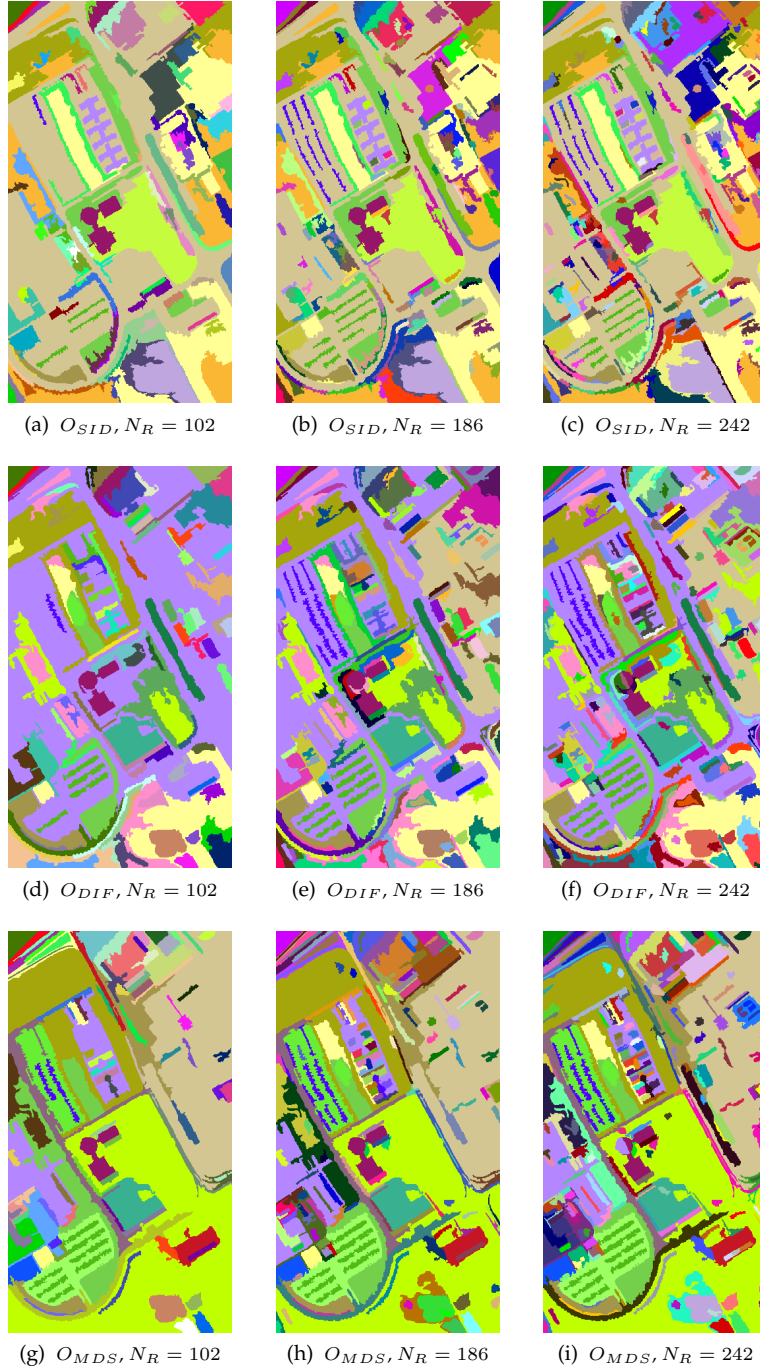 (a) O_{SID}, N_R = 102
(b) O_{SID}, N_R = 186
(c) O_{SID}, N_R = 242
(d) O_{DIF}, N_R = 102
(e) O_{DIF}, N_R = 186
(f) O_{DIF}, N_R = 242
(g) O_{MDS}, N_R = 102
(h) O_{MDS}, N_R = 186
(i) O_{MDS}, N_R = 242